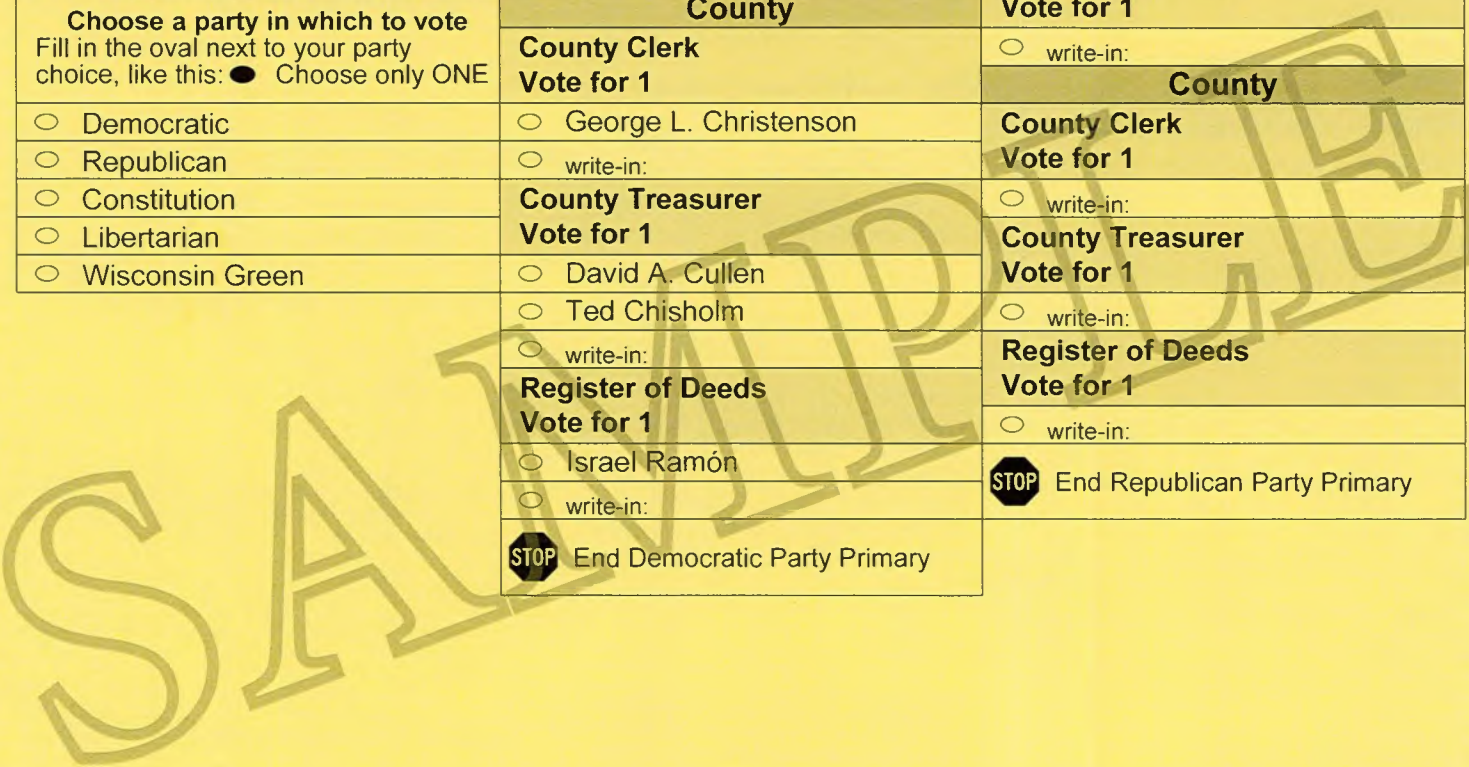 Choose a party in which to vote
Fill in the oval next to your party
choice, like this: Choose only ONE
Democratic
Republican
Constitution
Libertarian
Wisconsin Green
County
County Clerk
Vote for 1
George L. Christenson
write-in:
County Treasurer
Vote for 1
David A. Cullen
Ted Chisholm
write-in:
Register of Deeds
Vote for 1
Israel Ramón
write-in:
STOP End Democratic Party Primary
Vote for 1
write-in:
County
County Clerk
Vote for 1
write-in:
County Treasurer
Vote for 1
write-in:
Register of Deeds
Vote for 1
write-in:
STOP End Republican Party Primary
SAMPLE